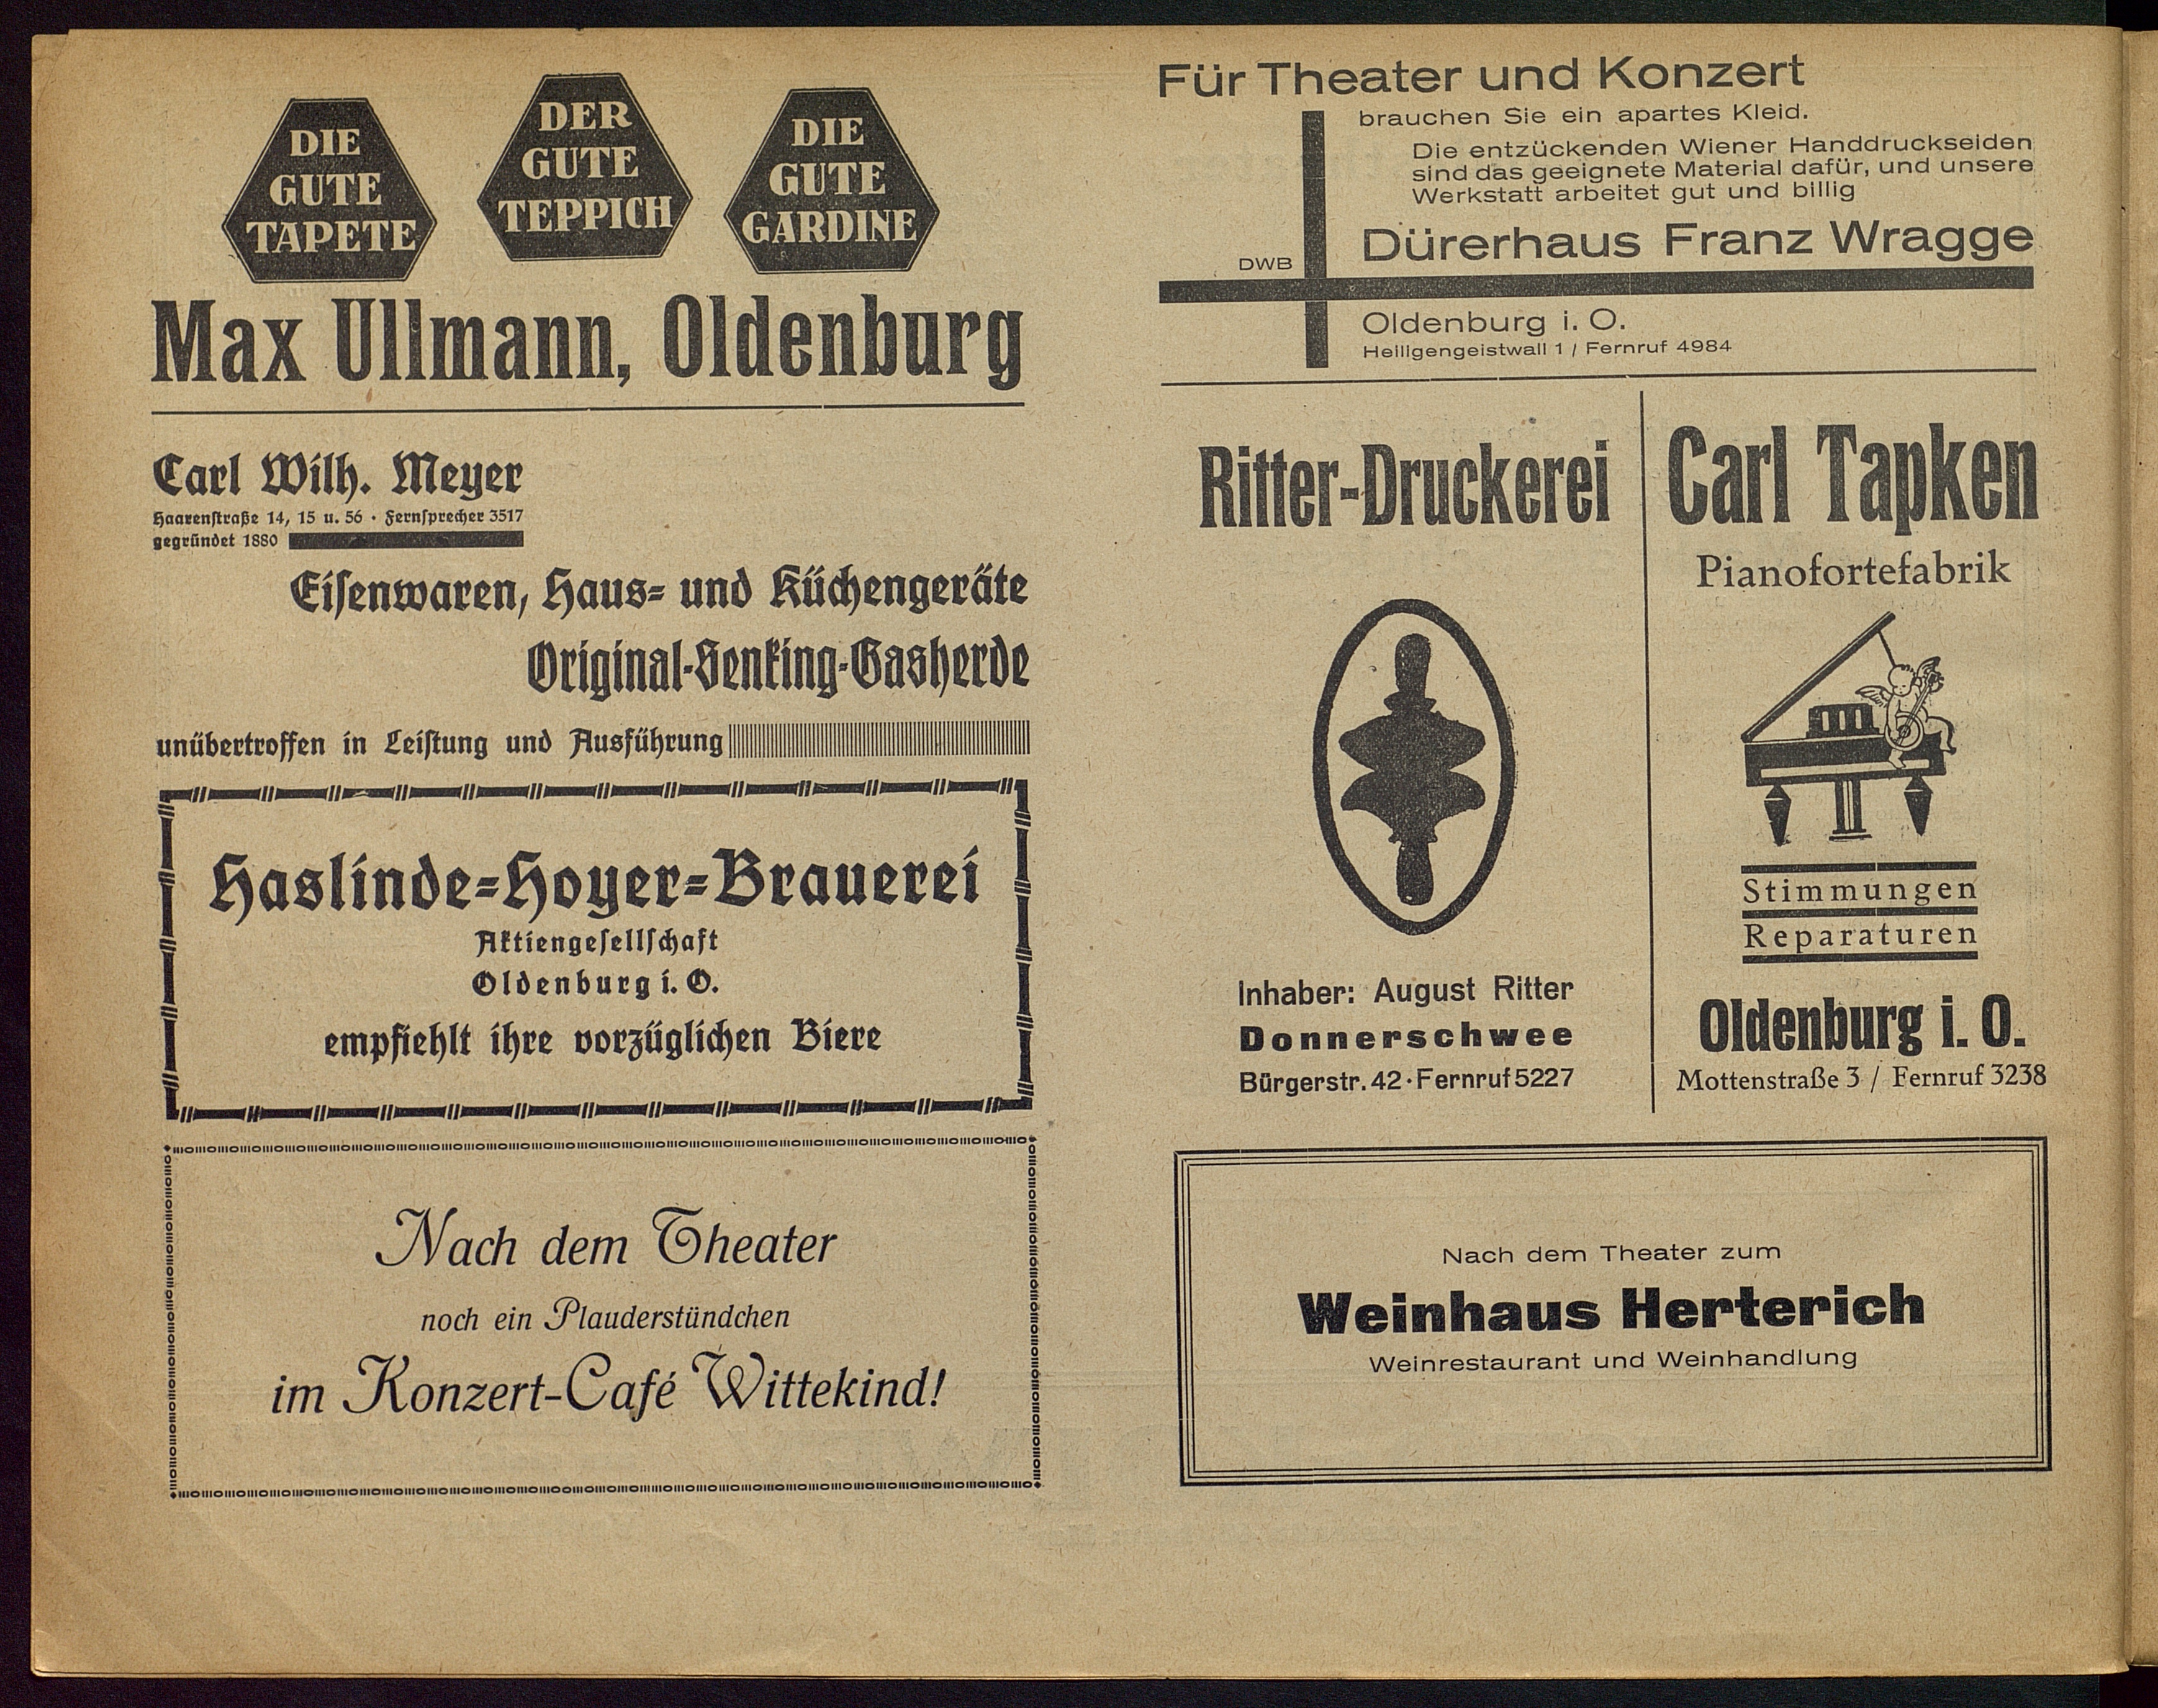 DIE
GUTE
TAPETE
DER
GUTE
TEPPICH
DIE
GUTE
GARDINE
Max Ullmann, Oldenburg
Carl Wilh. Meyer
Haarenſtraße 14, 15 u. 56 · Fernſprecher 3517
gegründet 1880
Eiſenwaren, Haus- und Küchengeräte
Original-Senking-Gasherde
unübertroffen in Leiſtung und Ausführung
Haslinde-Hoyer-Brauerei
Aktiengeſellſchaft
Oldenburg i. O.
empfiehlt ihre vorzüglichen Biere
Nach dem Theater
noch ein Plauderstündchen
im Konzert-Café Wittekind!
Für Theater und Konzert
brauchen Sie ein apartes Kleid.
Die entzückenden Wiener Handdruckseiden
sind das geeignete Material dafür, und unsere
Werkstatt arbeitet gut und billig
DWB
Dürerhaus Franz Wragge
Oldenburg i. O.
Heiligengeistwall 1 / Fernruf 4984
Ritter-Druckerei
Inhaber: August Ritter
Donnerschwee
Bürgerstr. 42 · Fernruf 5227
Carl Tapken
Pianofortefabrik
Stimmungen
Reparaturen
Oldenburg i. O.
Mottenstraße 3 / Fernruf 3238
Nach dem Theater zum
Weinhaus Herterich
Weinrestaurant und Weinhandlung